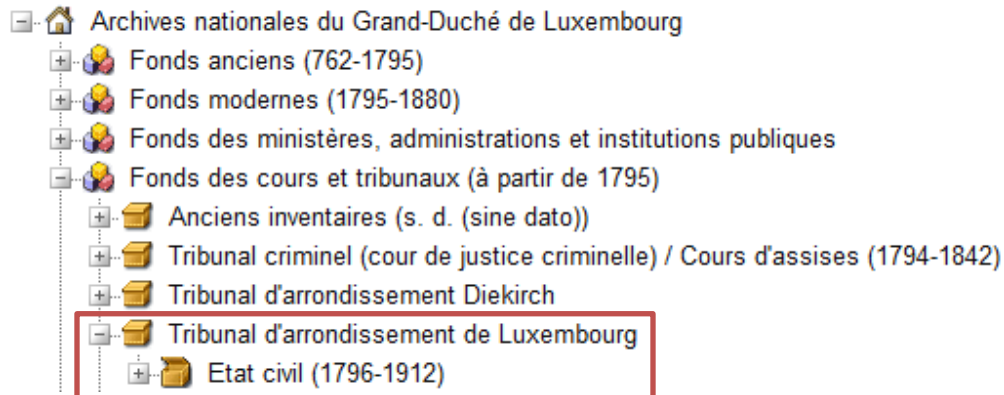 Archives nationales du Grand-Duché de Luxembourg
Fonds anciens (762-1795)
Fonds modernes (1795-1880)
Fonds des ministères, administrations et institutions publiques
Fonds des cours et tribunaux (à partir de 1795)
Anciens inventaires (s. d. (sine dato))
Tribunal criminel (cour de justice criminelle) / Cours d'assises (1794-1842)
Tribunal d'arrondissement Diekirch
Tribunal d'arrondissement de Luxembourg
Etat civil (1796-1912)